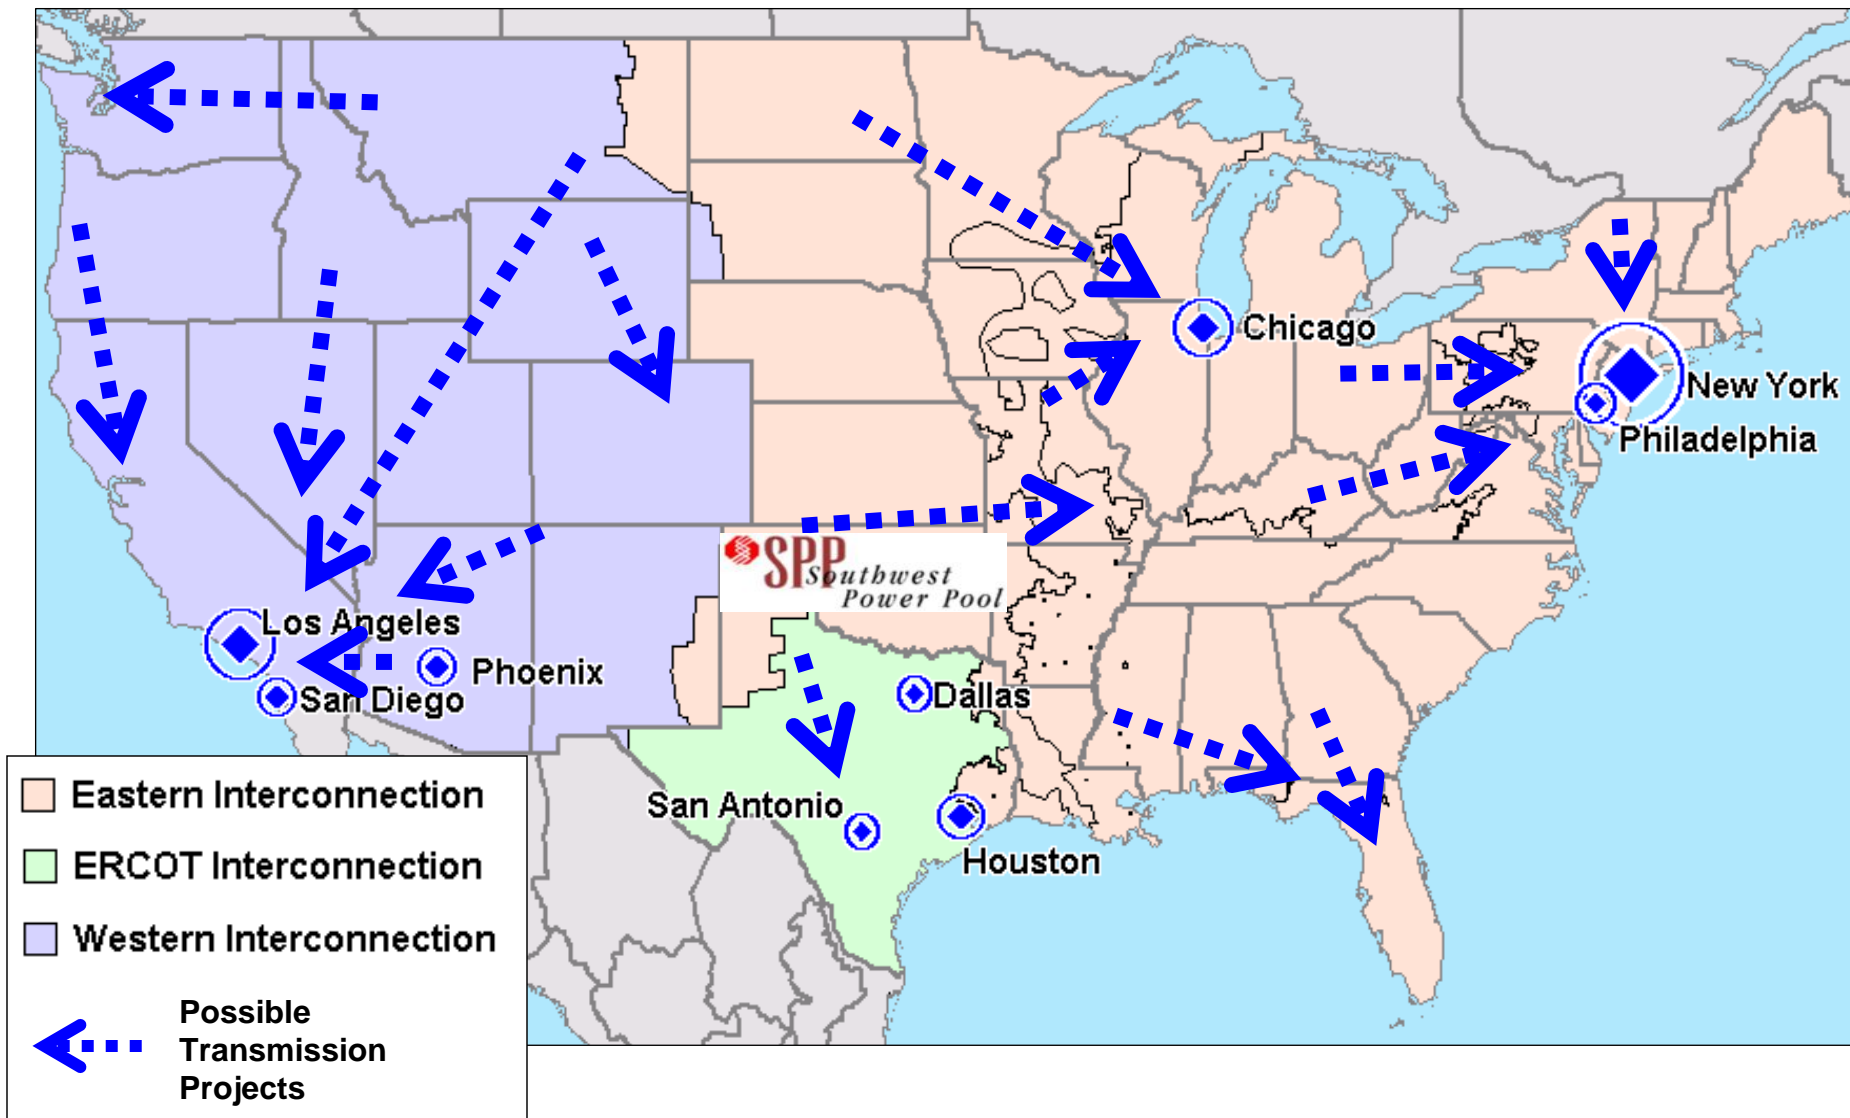 Chicago
New York
Philadelphia
SPP
Southwest
Power Pool
Los Angeles
Phoenix
San Diego
Dallas
San Antonio
Houston
Eastern Interconnection
ERCOT Interconnection
Western Interconnection
Possible
Transmission
Projects